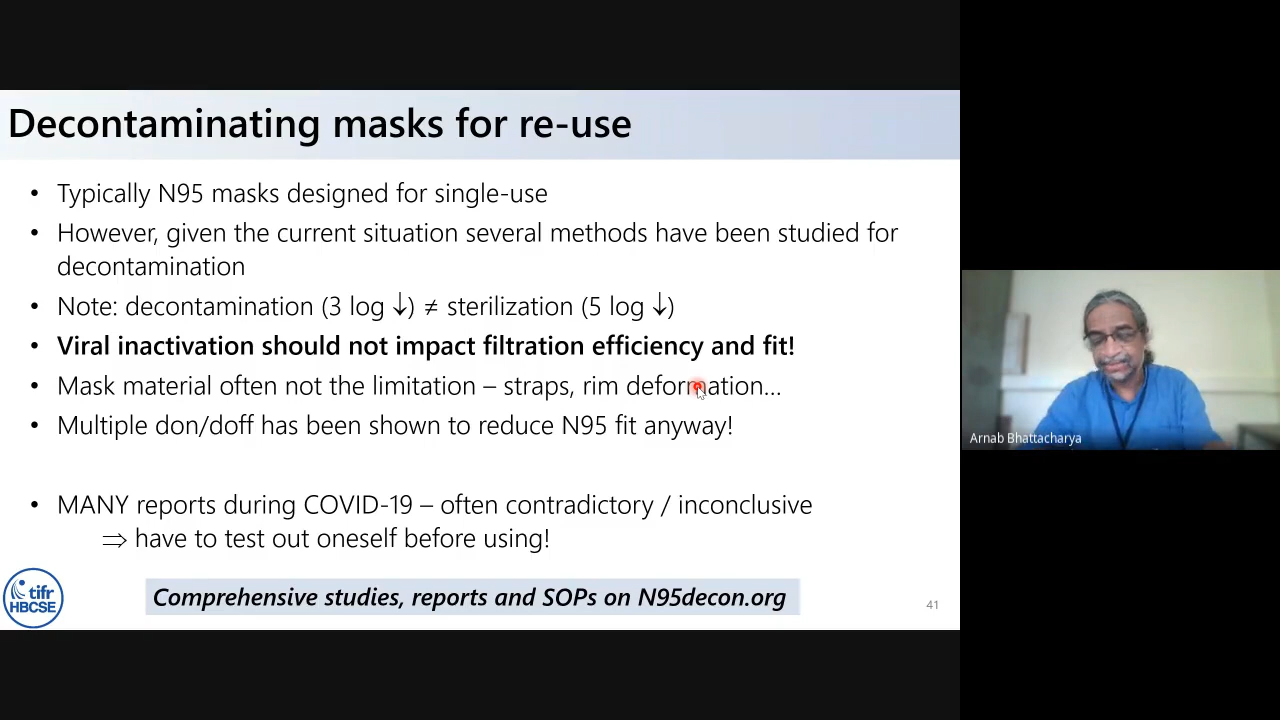 Decontaminating masks for re-use
• Typically N95 masks designed for single-use
• However, given the current situation several methods have been studied for
decontamination
• Note: decontamination (3 log ↓) ≠ sterilization (5 log ↓)
• Viral inactivation should not impact filtration efficiency and fit!
• Mask material often not the limitation – straps, rim deformation...
• Multiple don/doff has been shown to reduce N95 fit anyway!
• MANY reports during COVID-19 – often contradictory / inconclusive
⇒ have to test out oneself before using!
tifr
HBCSE
Comprehensive studies, reports and SOPs on N95decon.org
41
Arnab Bhattacharya